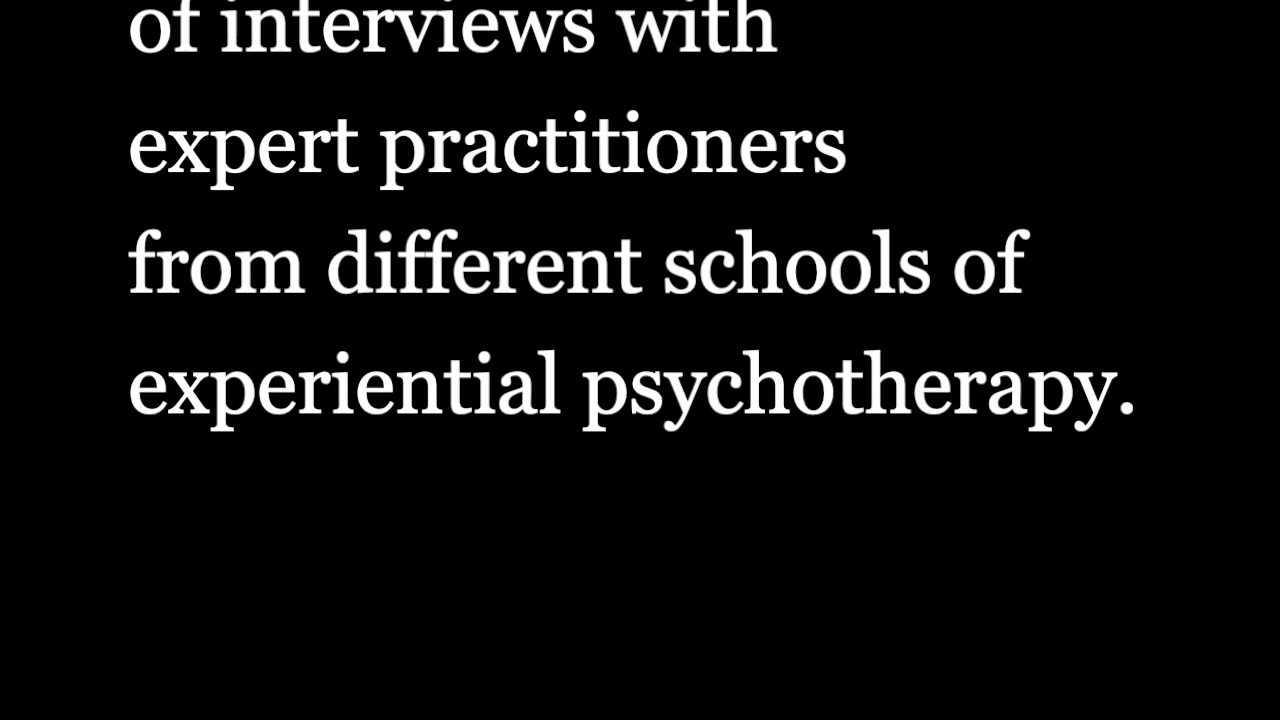 of interviews with
expert practitioners
from different schools of
experiential psychotherapy.